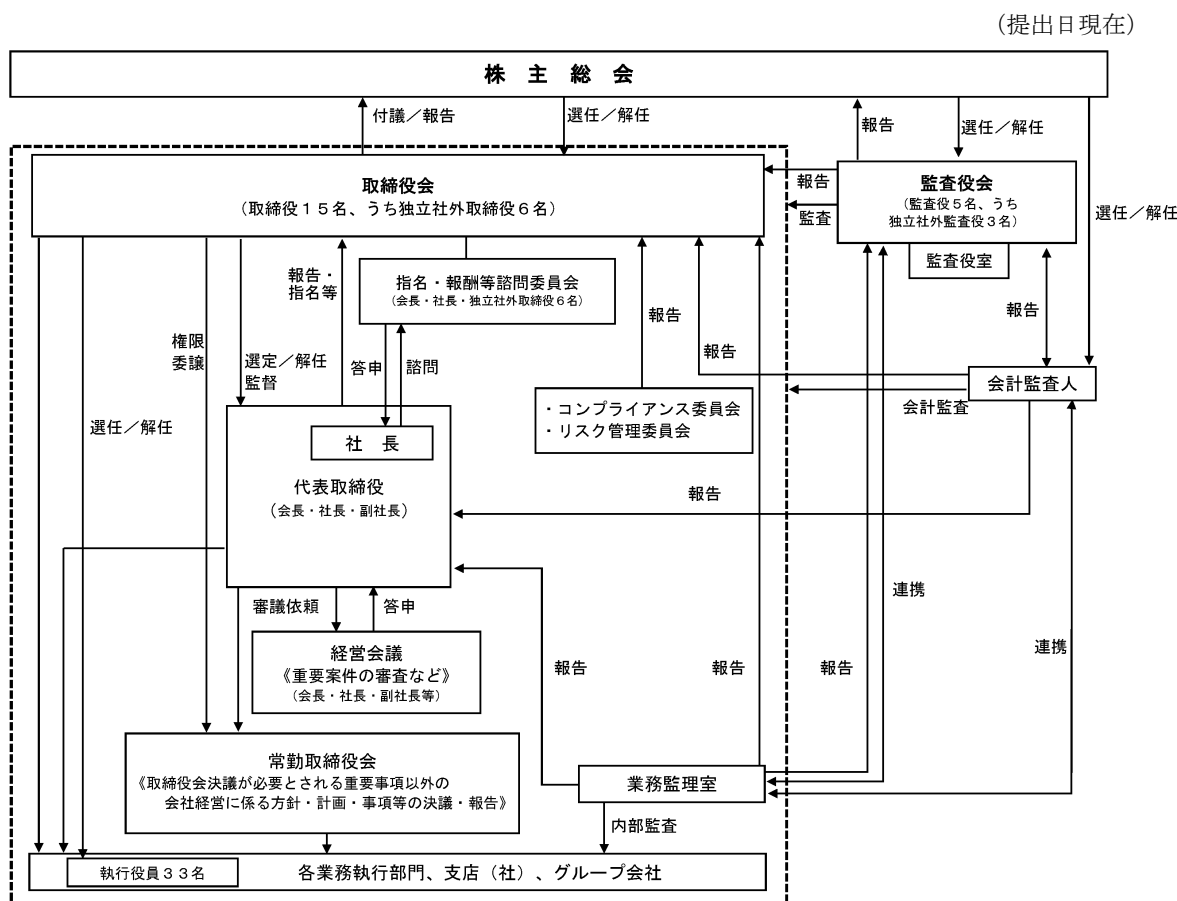 （提出日現在）
株 主 総 会
付議／報告
選任／解任
報告
選任／解任
選任／解任
取締役会
（取締役１５名、うち独立社外取締役６名）
報告
監査
監査役会
（監査役５名、うち
独立社外監査役３名）
監査役室
報告・
指名等
指名・報酬等諮問委員会
（会長・社長・独立社外取締役６名）
報告
報告
報告
権限
委譲
選定／解任
監督
答申
諮問
会計監査人
会計監査
・コンプライアンス委員会
・リスク管理委員会
選任／解任
社 長
代表取締役
（会長・社長・副社長）
報告
審議依頼
答申
連携
経営会議
《重要案件の審査など》
（会長・社長・副社長等）
報告
報告
報告
連携
常勤取締役会
《取締役会決議が必要とされる重要事項以外の
会社経営に係る方針・計画・事項等の決議・報告》
業務監理室
内部監査
執行役員３３名
各業務執行部門、支店（社）、グループ会社